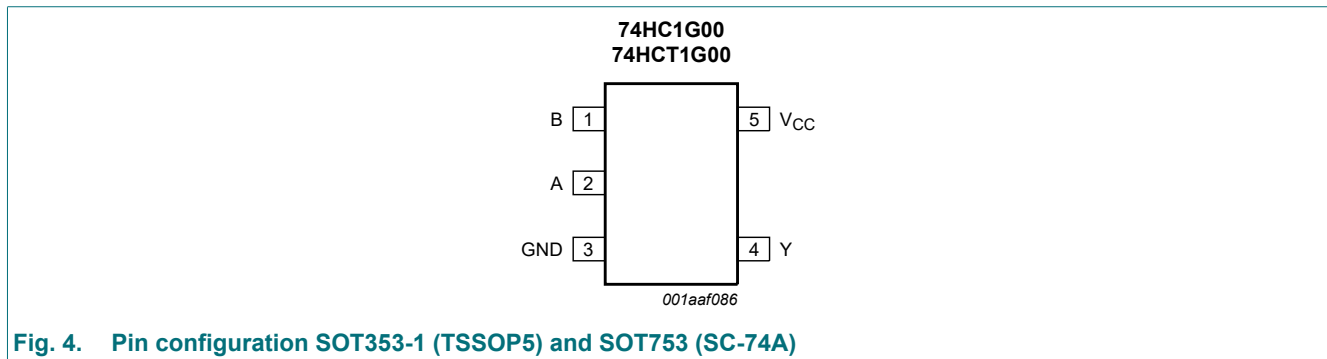 74HC1G00
74HCT1G00
B 1
5 VCC
A 2
GND 3
4 Y
001aaf086
Fig. 4. Pin configuration SOT353-1 (TSSOP5) and SOT753 (SC-74A)